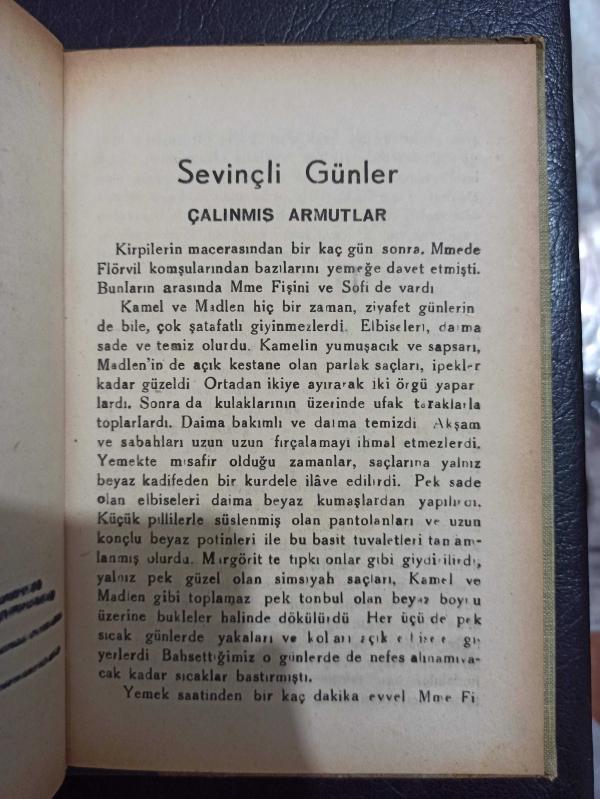 Sevinçli Günler
ÇALINMIŞ ARMUTLAR
Kirpilerin macerasından bir kaç gün sonra, Mmede
Flörvil komşularından bazılarını yemeğe davet etmişti.
Bunların arasında Mme Fişini ve Sofi de vardı
Kamel ve Madlen hiç bir zaman, ziyafet günlerin
de bile, çok şatafatlı giyinmezlerdi. Elbiseleri, daima
sade ve temiz olurdu. Kamelin yumuşacık ve sapsarı,
Madlen'in de açık kestane olan parlak saçları, ipekler
kadar güzeldi Ortadan ikiye ayırarak iki örgü yapar
lardı. Sonra da kulaklarının üzerinde ufak taraklarla
toplarlardı. Daima bakımlı ve daima temizdi Akşam
ve sabahları uzun uzun fırçalamayi ihmal etmezlerdi.
Yemekte misafir olduğu zamanlar, saçlarına yalnız
beyaz kadifeden bir kurdele ilâve edilirdi. Pek sade
olan elbiseleri daima beyaz kumaşlardan yapılırdı.
Küçük pililerle süslenmiş olan pantolanları ve uzun
konçlu beyaz potinleri ile bu basit tuvaletleri tamam-
lanmış olurdu. Mırgörit te tıpkı onlar gibi giydirilirdi,
yalnız pek güzel olan simsiyah saçları, Kamel ve
Madlen gibi toplamaz pek tonbul olan beyaz boynu
üzerine bukleler halinde dökülürdü Her üçü de pek
sıcak günlerde yakaları ve kolları açık elbise gi
yerlerdi Bahsettiğimiz o günlerde de nefes alınamıya-
cak kadar sıcaklar bastırmıştı.
Yemek saatinden bir kaç dakika evvel Mme Fi